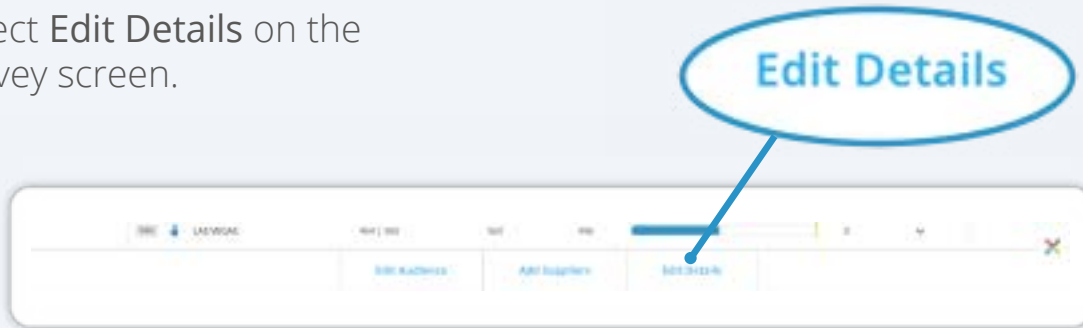 ect Edit Details on the
vey screen.
Edit Details
LAS VEGAS
Edit Audience Add Suppliers Edit Details